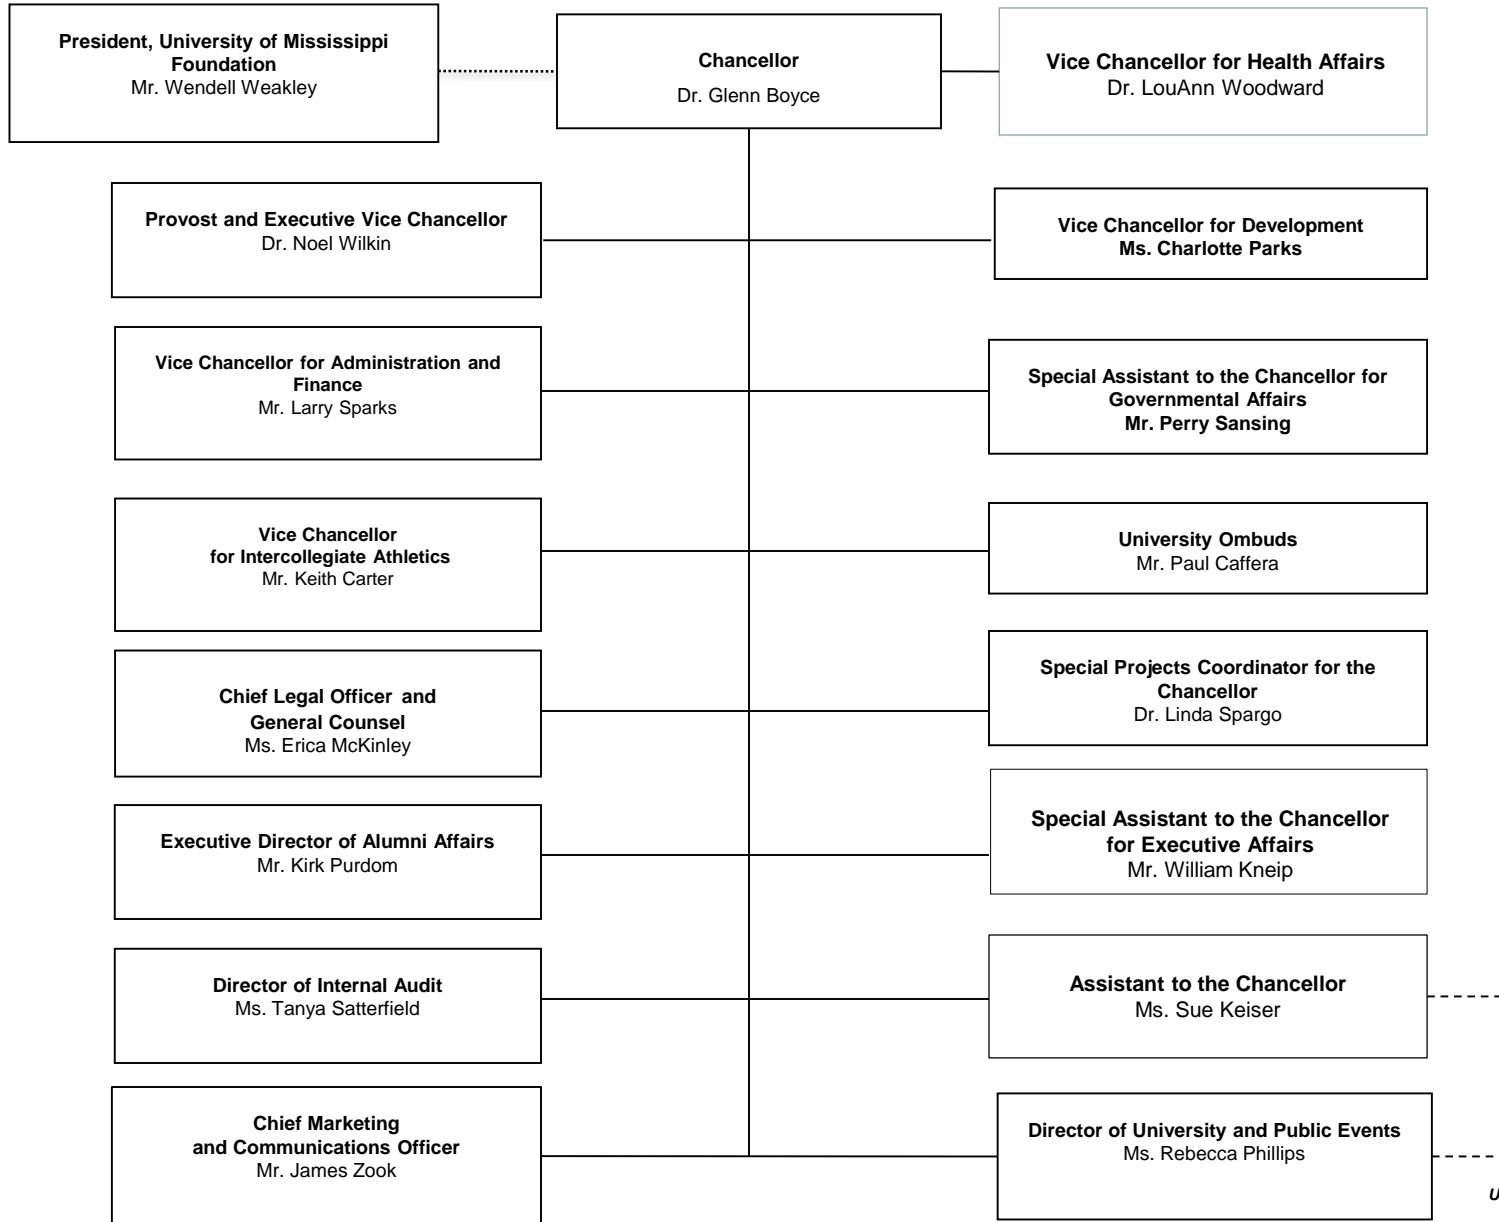 President, University of Mississippi
Foundation
Mr. Wendell Weakley
Chancellor
Dr. Glenn Boyce
Vice Chancellor for Health Affairs
Dr. LouAnn Woodward
Provost and Executive Vice Chancellor
Dr. Noel Wilkin
Vice Chancellor for Development
Ms. Charlotte Parks
Vice Chancellor for Administration and
Finance
Mr. Larry Sparks
Special Assistant to the Chancellor for
Governmental Affairs
Mr. Perry Sansing
Vice Chancellor
for Intercollegiate Athletics
Mr. Keith Carter
University Ombuds
Mr. Paul Caffera
Chief Legal Officer and
General Counsel
Ms. Erica McKinley
Special Projects Coordinator for the
Chancellor
Dr. Linda Spargo
Executive Director of Alumni Affairs
Mr. Kirk Purdom
Special Assistant to the Chancellor
for Executive Affairs
Mr. William Kneip
Director of Internal Audit
Ms. Tanya Satterfield
Assistant to the Chancellor
Ms. Sue Keiser
Chief Marketing
and Communications Officer
Mr. James Zook
Director of University and Public Events
Ms. Rebecca Phillips